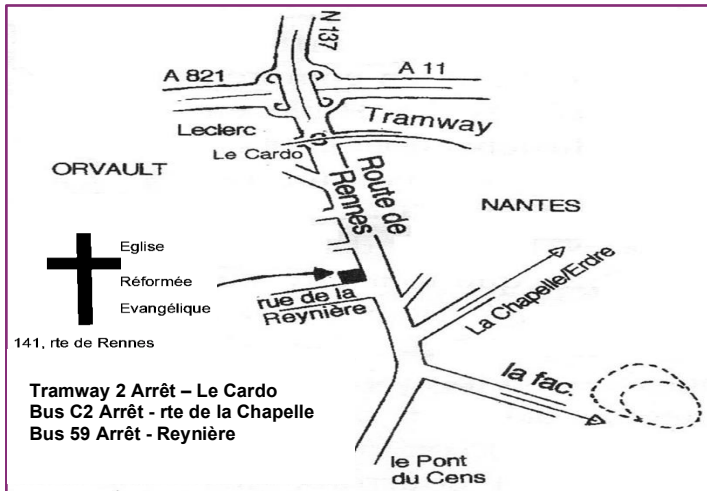 N 137
A 821
A 11
Leclerc
Tramway
Le Cardo
ORVAULT
Route de
Rennes
NANTES
Eglise
Réformée
Evangélique
rue de la
Reynière
La Chapelle/Erdre
141, rte de Rennes
la fac.
Tramway 2 Arrêt – Le Cardo
Bus C2 Arrêt - rte de la Chapelle
Bus 59 Arrêt - Reynière
le Pont
du Cens